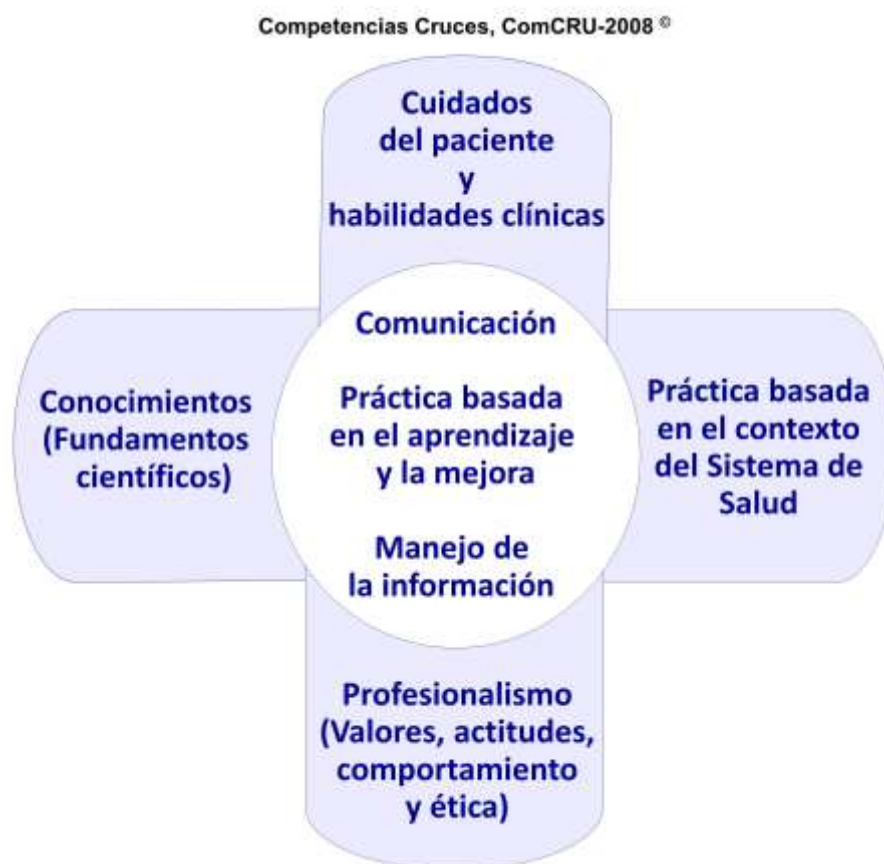 Competencias Cruces, ComCRU-2008 ©
Cuidados
del paciente
y
habilidades clínicas
Comunicación
Práctica basada
en el aprendizaje
y la mejora
Manejo de
la información
Conocimientos
(Fundamentos
científicos)
Práctica basada
en el contexto
del Sistema de
Salud
Profesionalismo
(Valores, actitudes,
comportamiento
y ética)